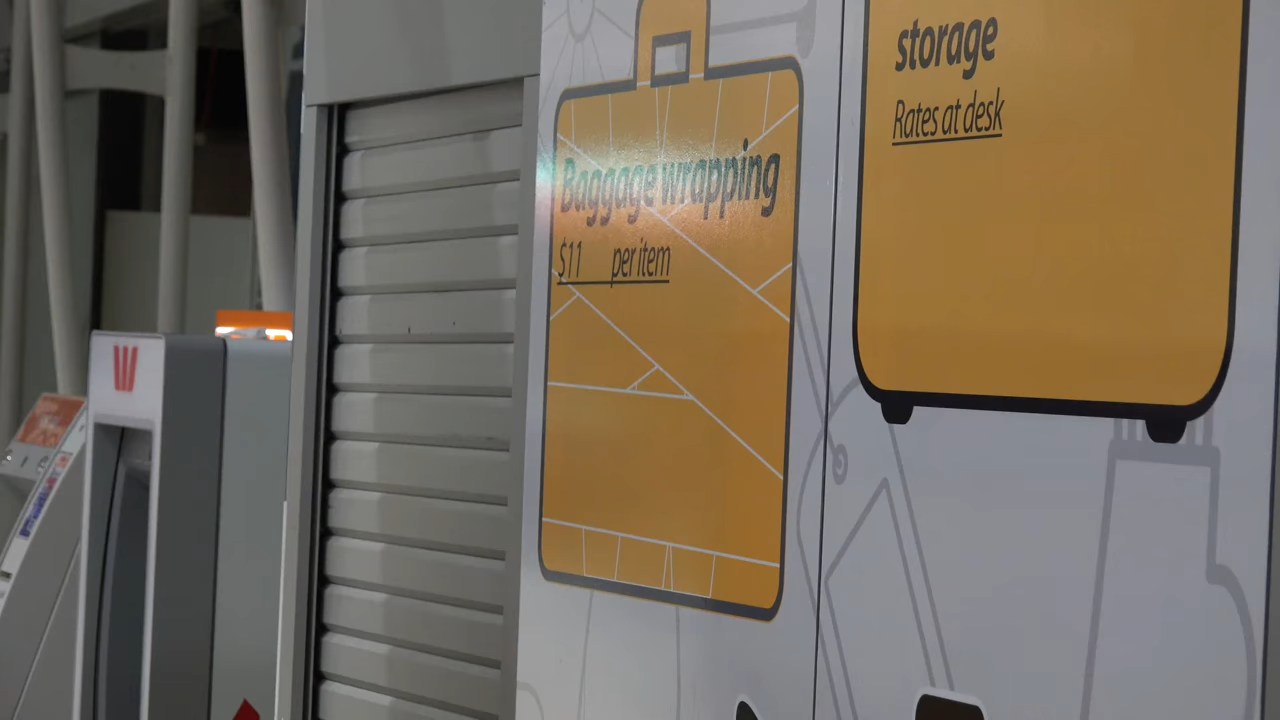 Baggage wrapping
$11 per item
storage
Rates at desk